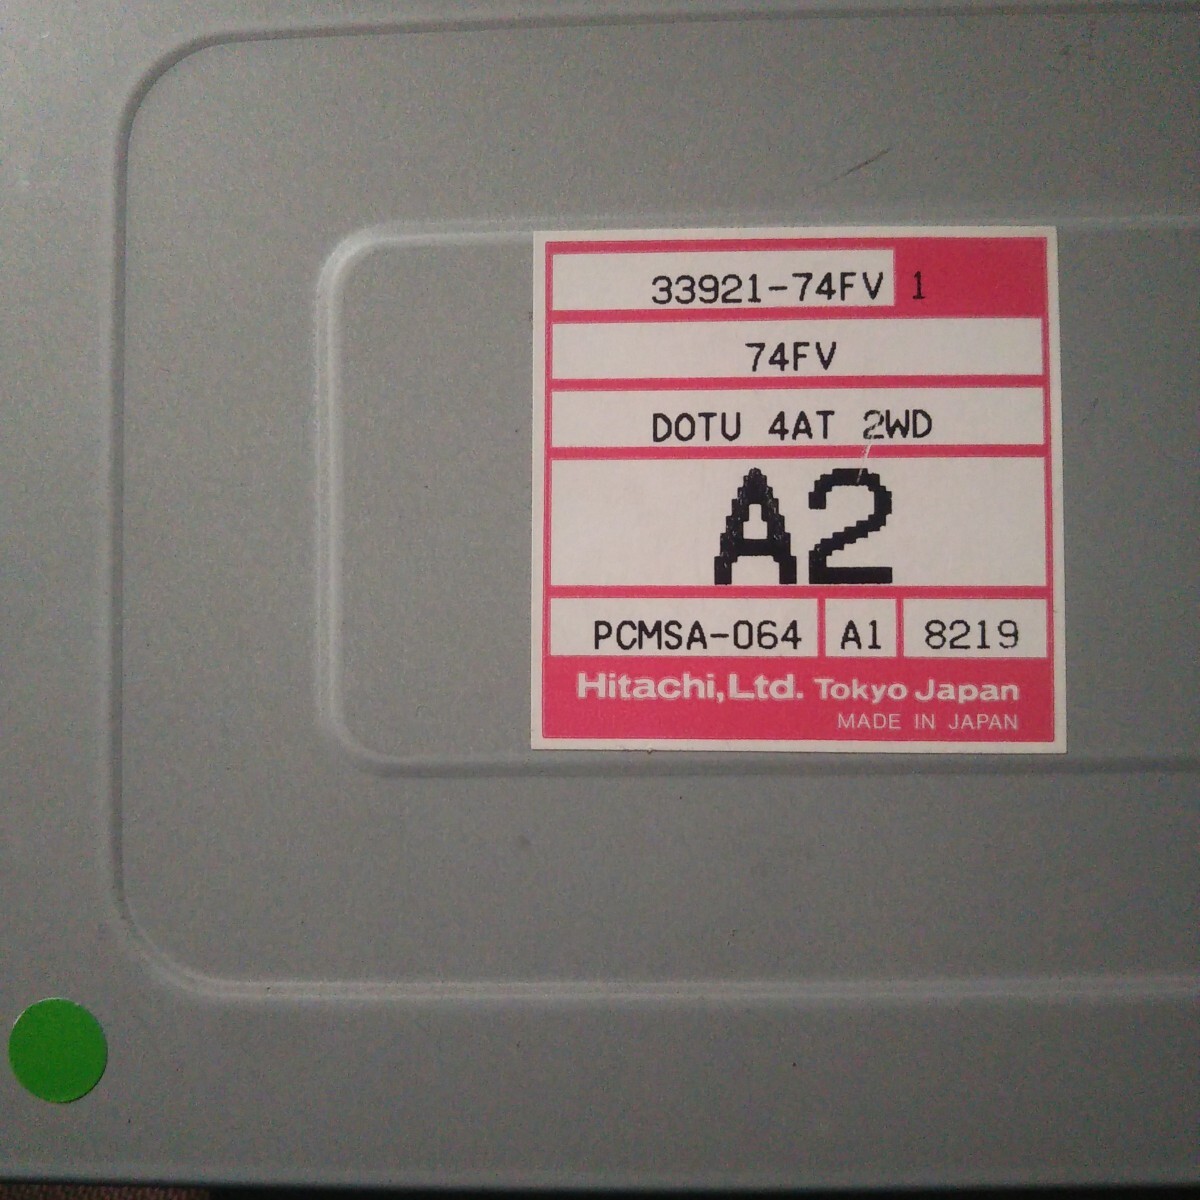 33921-74FV 1
74FV
DOTU 4AT 2WD
A2
PCMSA-064 A1 8219
Hitachi,Ltd. Tokyo Japan
MADE IN JAPAN